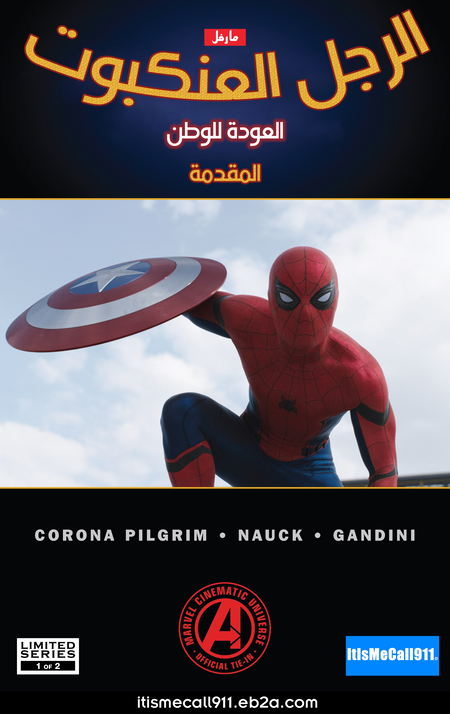 مارفل
الرجل العنكبوت
العودة للوطن
المقدمة
CORONA PILGRIM • NAUCK • GANDINI
MARVEL CINEMATIC UNIVERSE
• OFFICIAL TIE-IN •
LIMITED
SERIES
1 OF 2
ItIsMeCall911
itismecall911.eb2a.com